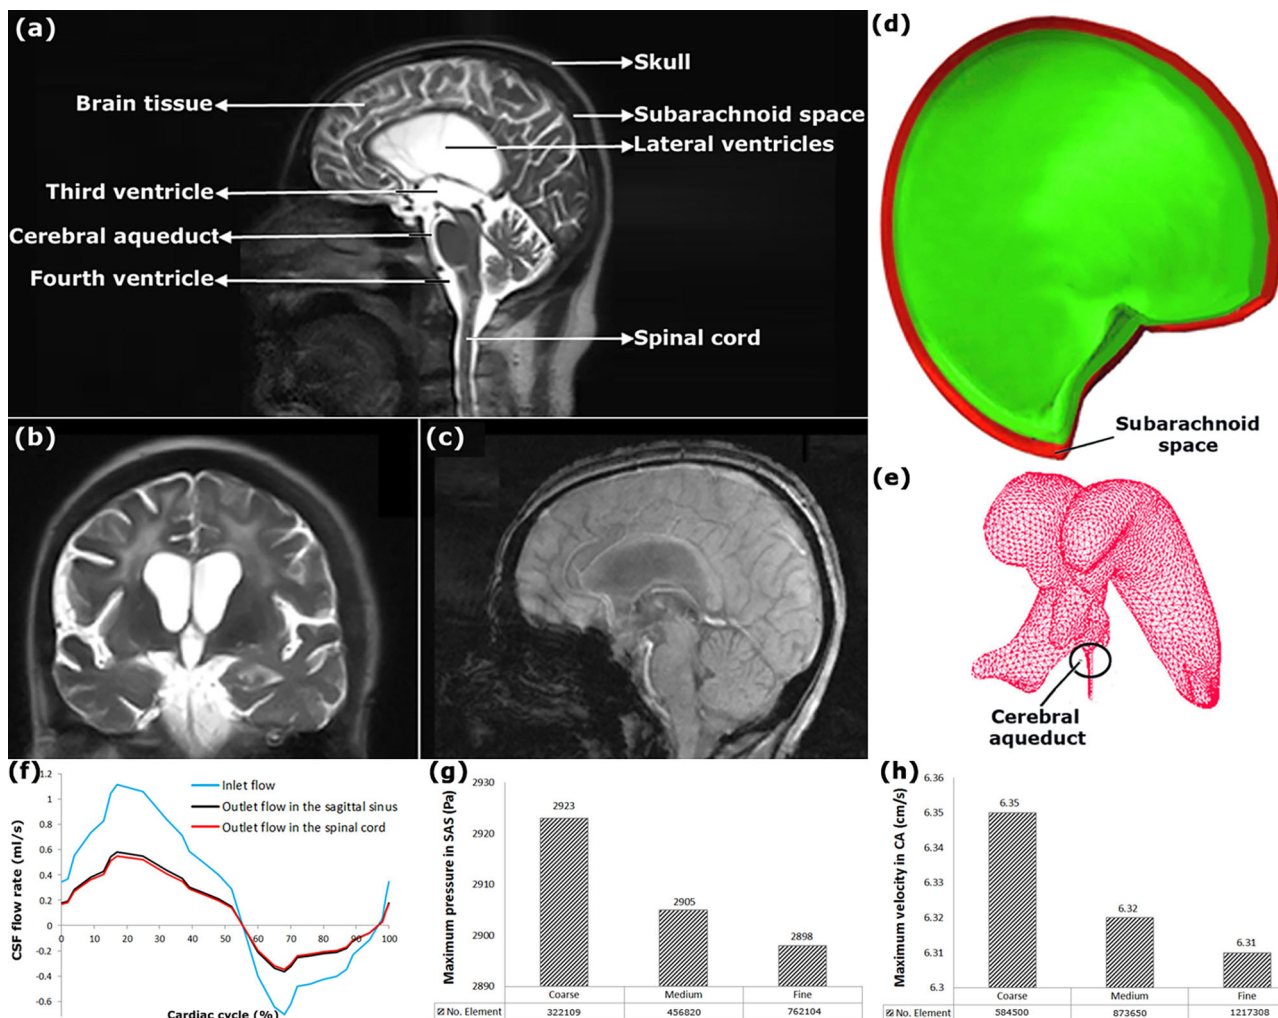 (a)
Skull
Brain tissue
Subarachnoid space
Lateral ventricles
Third ventricle
Cerebral aqueduct
Fourth ventricle
Spinal cord
(b)
(c)
(d)
Subarachnoid
space
(e)
Cerebral
aqueduct
(f)
CSF flow rate (ml/s)
1.2
1
0.8
0.6
0.4
0.2
0
-0.2
-0.4
-0.6
Inlet flow
Outlet flow in the sagittal sinus
Outlet flow in the spinal cord
0 10 20 30 40 50 60 70 80 90 100
Cardiac cycle (%)
(g)
Maximum pressure in SAS (Pa)
2930
2920
2910
2900
2890
2923
2905
2898
Coarse Medium Fine
No. Element 322109 456820 762104
(h)
Maximum velocity in CA (cm/s)
6.36
6.35
6.34
6.33
6.32
6.31
6.3
6.35
6.32
6.31
Coarse Medium Fine
No. Element 584500 873650 1217308